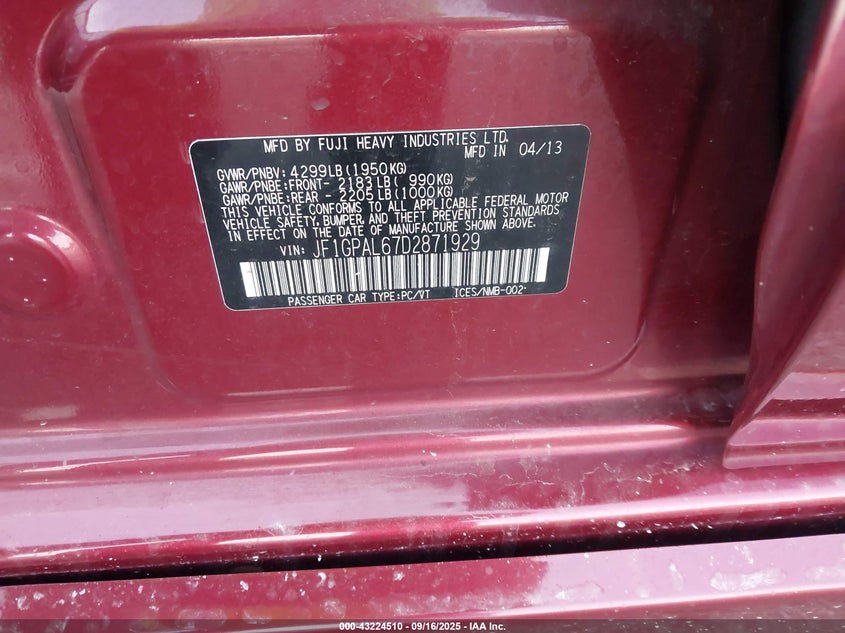 MFD BY FUJI HEAVY INDUSTRIES LTD.
MFD IN 04/13
GVWR/PNBV: 4299LB(1950KG)
GAWR/PNBE:FRONT- 2183LB( 990KG)
GAWR/PNBE:REAR - 2205LB(1000KG)
THIS VEHICLE CONFORMS TO ALL APPLICABLE FEDERAL MOTOR
VEHICLE SAFETY, BUMPER, AND THEFT PREVENTION STANDARDS
IN EFFECT ON THE DATE OF MANUFACTURE SHOWN ABOVE.
VIN: JF1GPAL67D2871929
PASSENGER CAR TYPE:PC/VT ICES/NMB-002
000-43224510 - 09/16/2025 - IAA Inc.